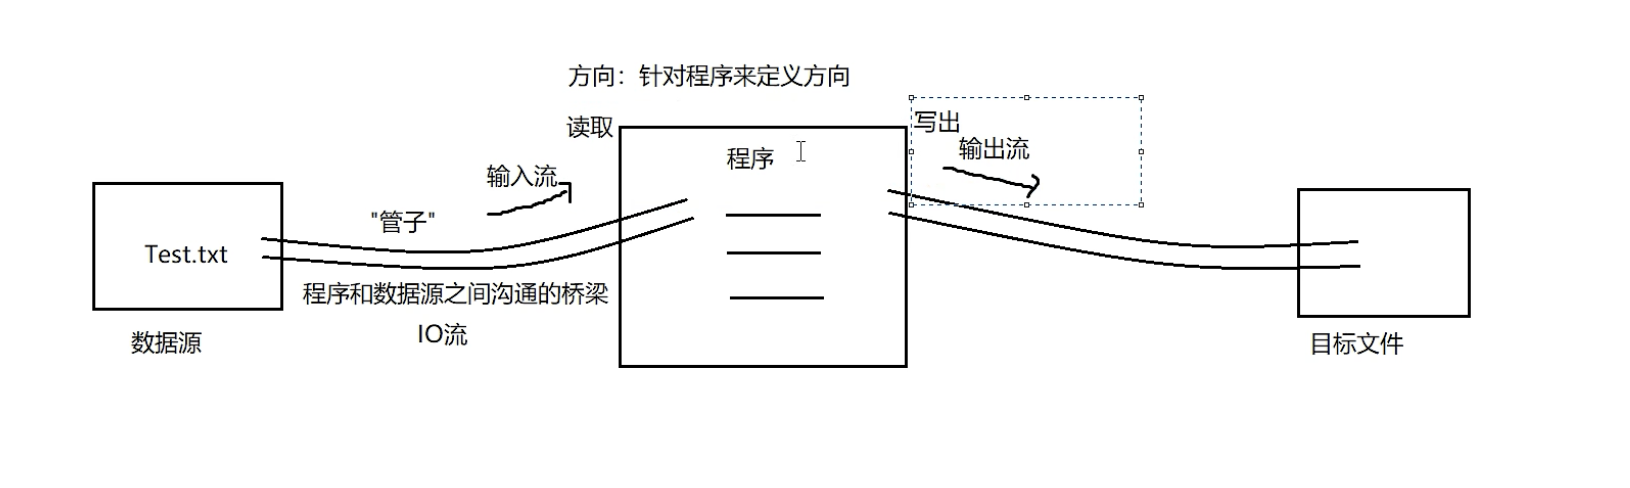 方向：针对程序来定义方向
读取
写出
程序
输出流
输入流
"管子"
Test.txt
程序和数据源之间沟通的桥梁
IO流
数据源
目标文件